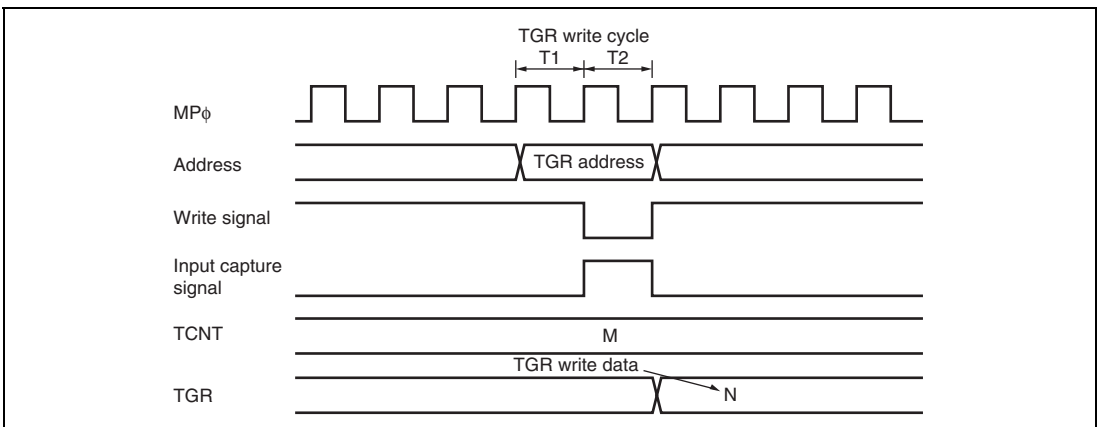 TGR write cycle
T1 T2
MPφ
Address TGR address
Write signal
Input capture
signal
TCNT M
TGR write data
TGR N